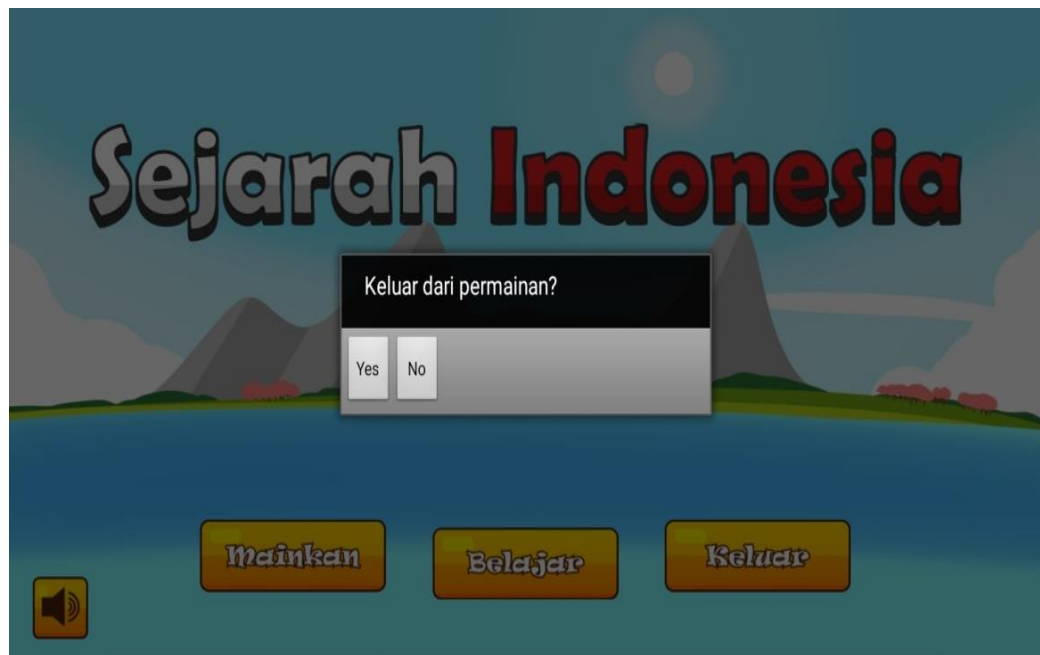 Sejarah Indonesia
Keluar dari permainan?
Yes No
Mainkan Belajar Keluar